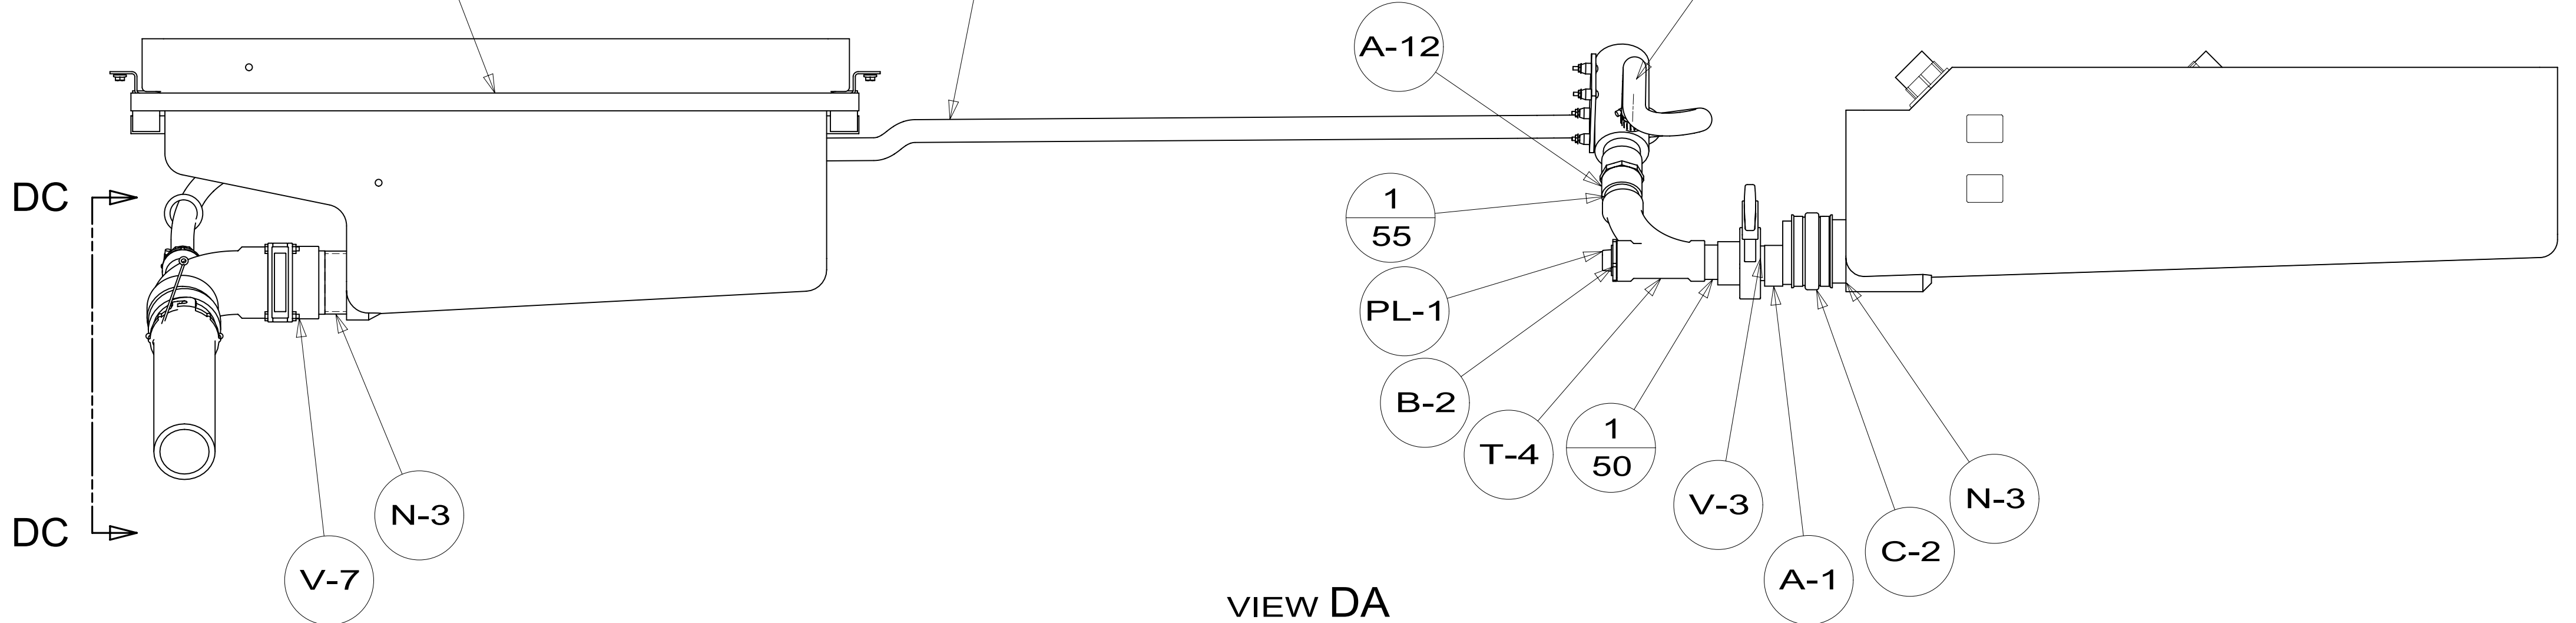 A-12
DC
1
55
PL-1
B-2
T-4
1
50
V-3
N-3
N-3
DC
C-2
V-7
A-1
VIEW DA